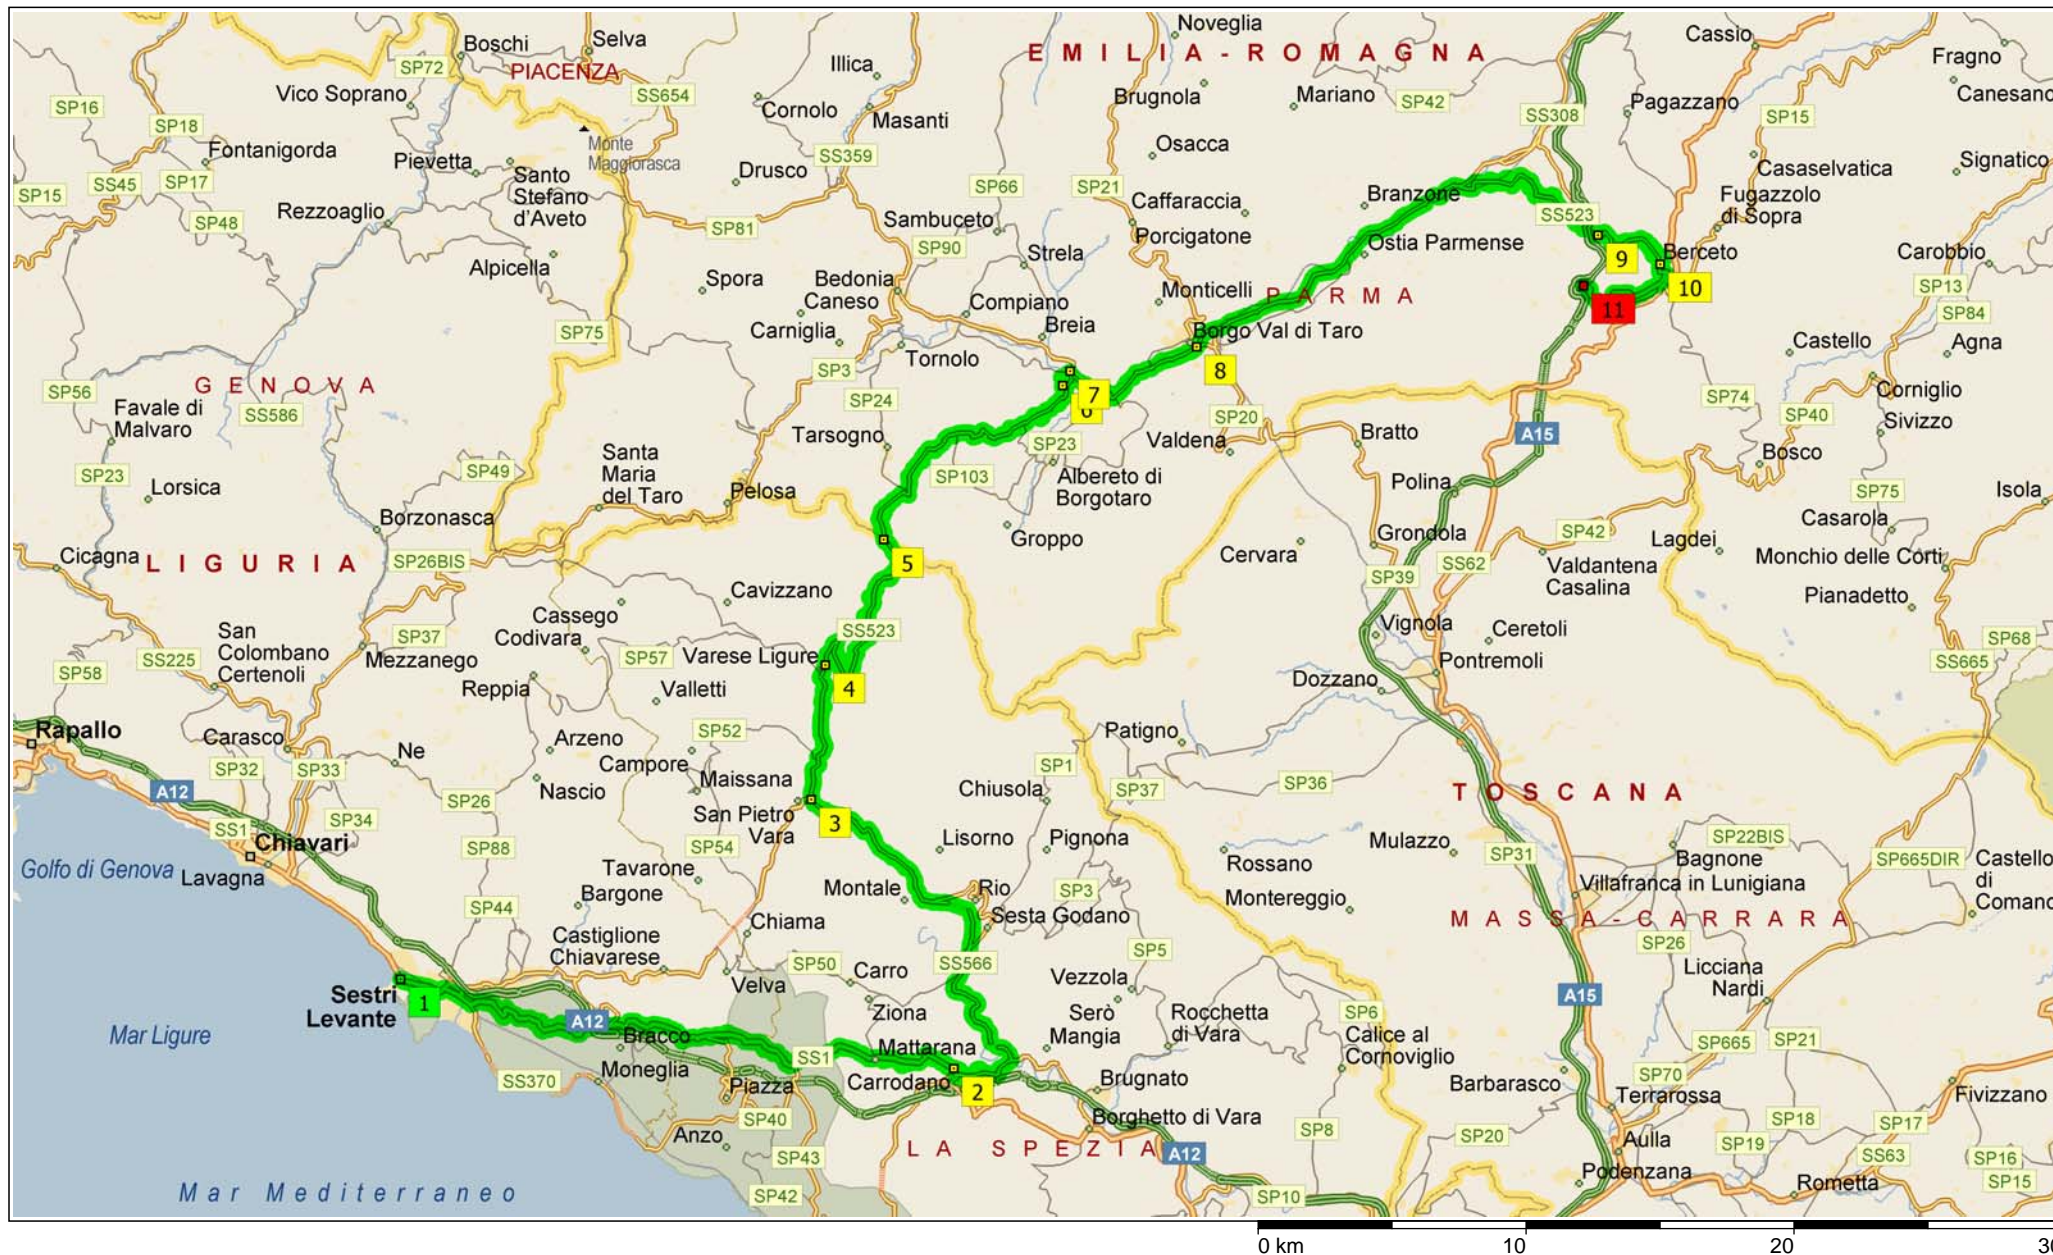 Noveglia
Boschi
Selva
EMILIA-ROMAGNA
Cassio
Fragno
SP72
PIACENZA
Illica
Vico Soprano
SS654
Cornolo
Brugnola
Mariano
SP42
Pagazzano
Canesano
SP16
SP18
Masanti
SS308
SP15
Fontanigorda
Pievetta
Monte
Maggiorasca
SS359
Osacca
Casaselvatica
Signatico
SP15
SS45
SP17
Santo
Stefano
d'Aveto
Drusco
SP66
SP21
Branzone
Fugazzolo
di Sopra
SP48
Rezzoaglio
SP81
Sambuceto
Caffaraccia
SS523
SP90
Porcigatone
Ostia Parmense
Berceto
Carobbio
Alpicella
Strela
9
Spora
Bedonia
Caneso
Compiano
Monticelli
PARMA
10
SP13
11
SP84
SP75
Carniglia
Breia
Borgo Val di Taro
Castello
Agna
Tornolo
8
SP3
GENOVA
SP56
7
6
Corniglio
Favale di
Malvaro
SS586
SP24
SP20
SP74
SP40
Sivizzo
Tarsogno
SP23
Valdena
Bratto
A15
Santa
Maria
del Taro
SP49
SP23
SP103
Albereto di
Borgotaro
Bosco
Lorsica
Pelosa
Polina
SP75
Isola
Borzonasca
Groppo
Grondola
SP42
Lagdei
Casarola
Cicagna
LIGURIA
SP26BIS
5
Cervara
SS62
Valdantena
Casalina
Monchio delle Corti
Cavizzano
SP39
Pianadetto
Cassego
Codivara
SS523
Vignola
Ceretoli
San
Colombano
Certenoli
SP37
SP68
SS225
Mezzanego
SP57
Varese Ligure
Pontremoli
SS665
SP58
Reppia
Valletti
4
Dozzano
Rapallo
Carasco
Ne
Arzeno
SP52
Patigno
Campore
SP32
SP33
Maissana
SP1
A12
Nascio
Chiusola
SP37
SP36
TOSCANA
SP26
San Pietro
Vara
SP34
3
SS1
Chiavari
SP88
SP54
Lisorno
Pignona
Mulazzo
SP22BIS
Golfo di Genova
Lavagna
Tavarone
Rossano
SP31
Bagnone
SP665DIR
Castello
di
Comano
Bargone
Montale
Rio
SP3
Montereggio
Villafranca in Lunigiana
SP44
Sesta Godano
MASSA-CARRARA
Chiama
Castiglione
Chiavarese
SP50
Carro
SS566
SP5
SP26
Licciana
Nardi
Sestri
Levante
1
Velva
Vezzola
A15
A12
Ziona
Serò
Mangia
Rocchetta
di Vara
SP6
Mar Ligure
Bracco
Mattarana
Calice al
Cornoviglio
SP665
SP21
SS1
SS370
Moneglia
Piazza
Carrodano
2
Brugnato
Barbarasco
SP70
Terrarossa
Fivizzano
SP40
Borghetto di Vara
SP18
SP17
Anzo
SP43
LA SPEZIA
A12
SP8
SP20
Aulla
SP19
SS63
SP16
Podenzana
Mar Mediterraneo
SP42
SP10
Rometta
SP15
0 km
10
20